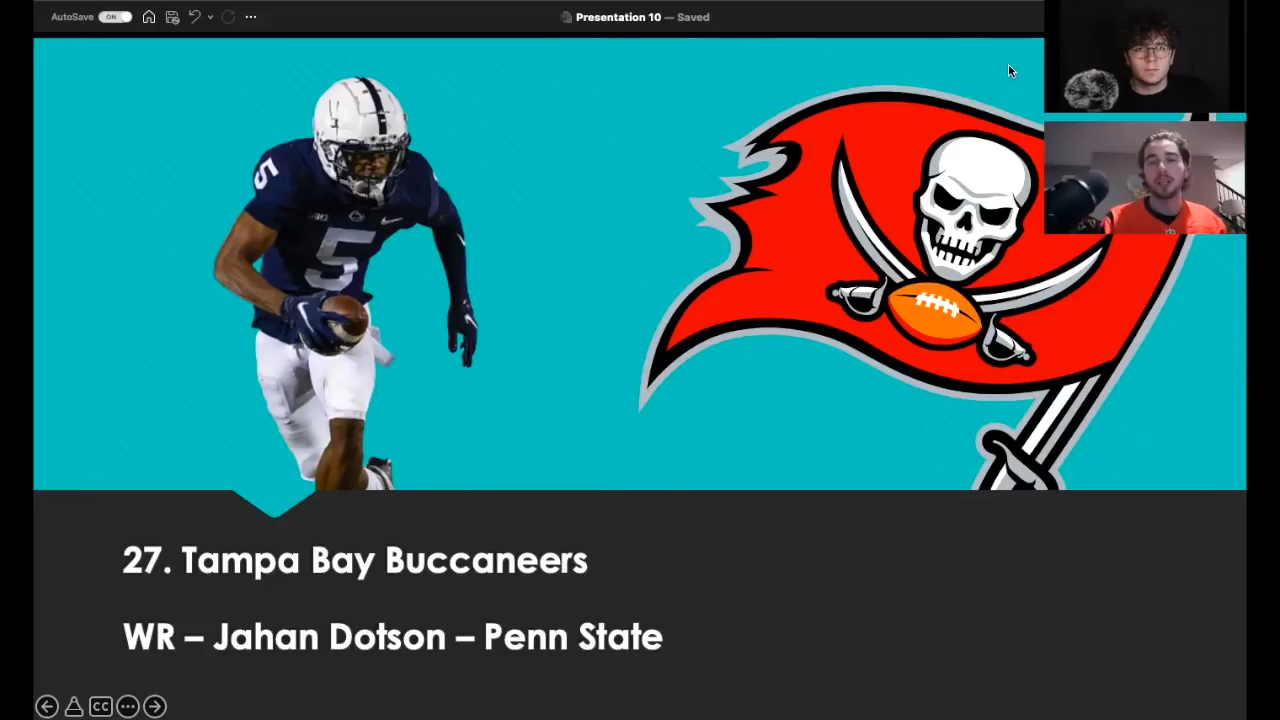 AutoSave ON
Presentation 10 — Saved
5
5
27. Tampa Bay Buccaneers
WR – Jahan Dotson – Penn State
CC